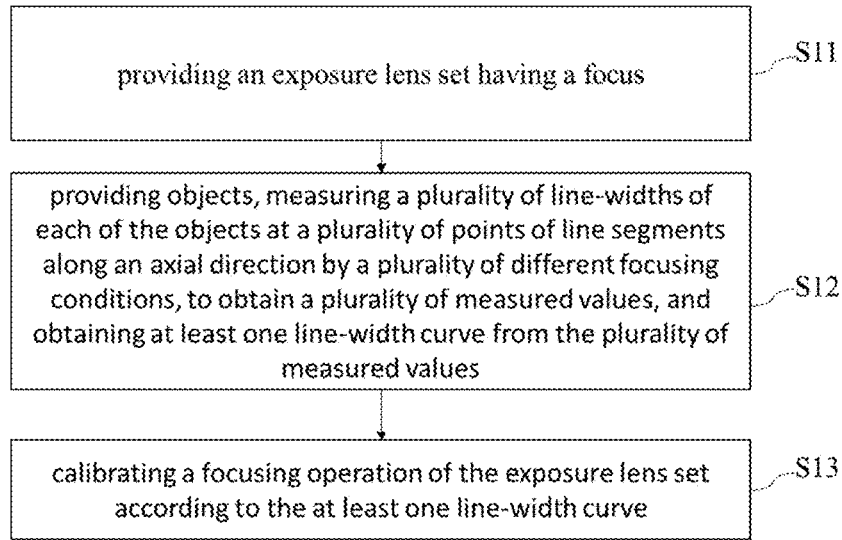 providing an exposure lens set having a focus
S11
providing objects, measuring a plurality of line-widths of
each of the objects at a plurality of points of line segments
along an axial direction by a plurality of different focusing
conditions, to obtain a plurality of measured values, and
obtaining at least one line-width curve from the plurality of
measured values
S12
calibrating a focusing operation of the exposure lens set
according to the at least one line-width curve
S13